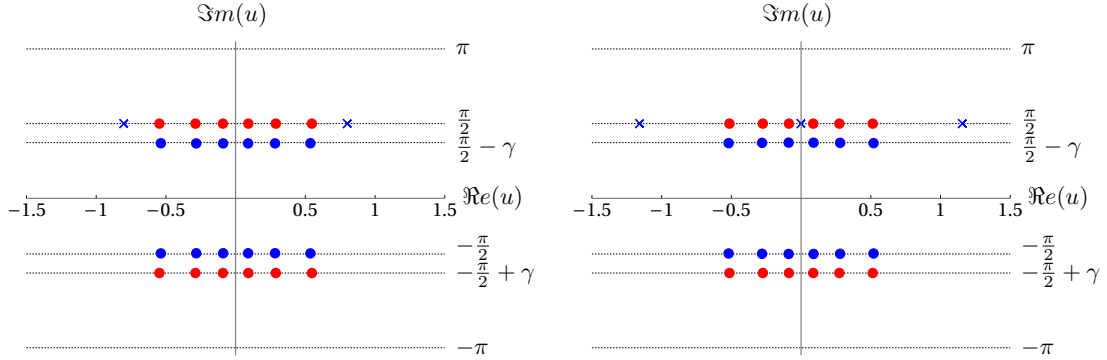 ℑm(u) ℑm(u)
π π
π/2 π/2
π/2 − γ π/2 − γ
ℜe(u) ℜe(u)
−1.5 −1 −0.5 0.5 1 1.5 −1.5 −1 −0.5 0.5 1 1.5
−π/2 −π/2
−π/2 + γ −π/2 + γ
−π −π